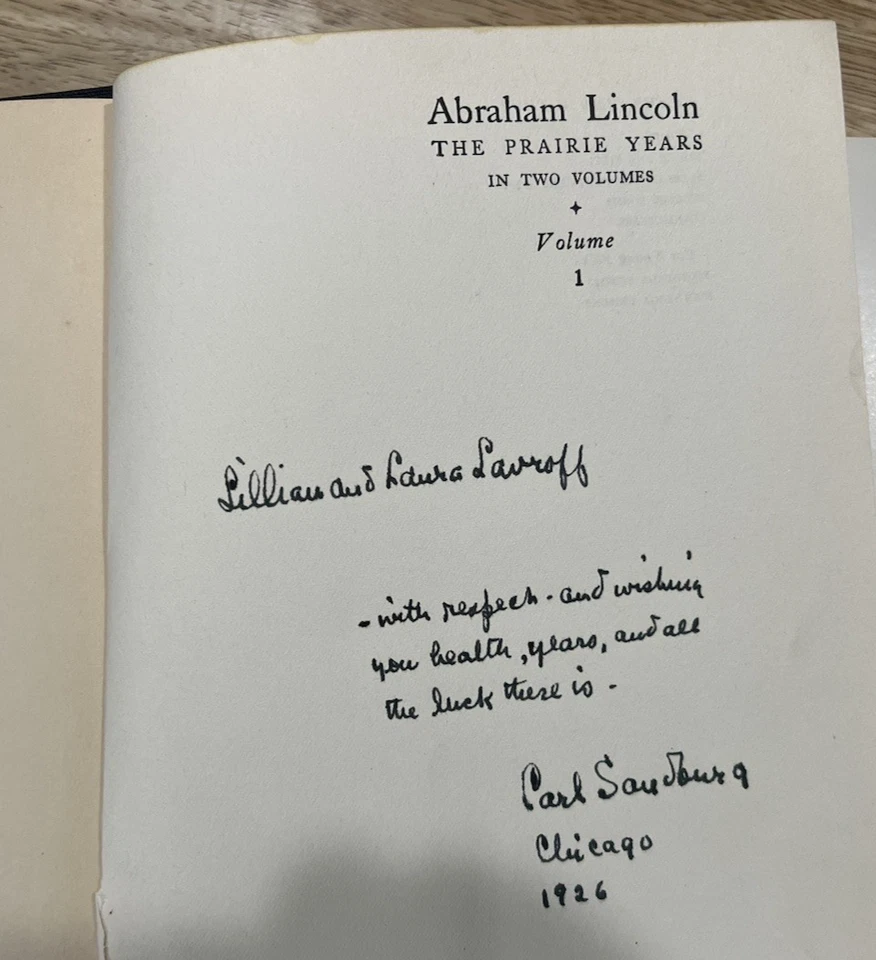 Abraham Lincoln
THE PRAIRIE YEARS
IN TWO VOLUMES
Volume
1
Lillian and Laura Lavroff
- with respect - and wishing
you health, years, and all
the luck there is -
Carl Sandburg
Chicago
1926